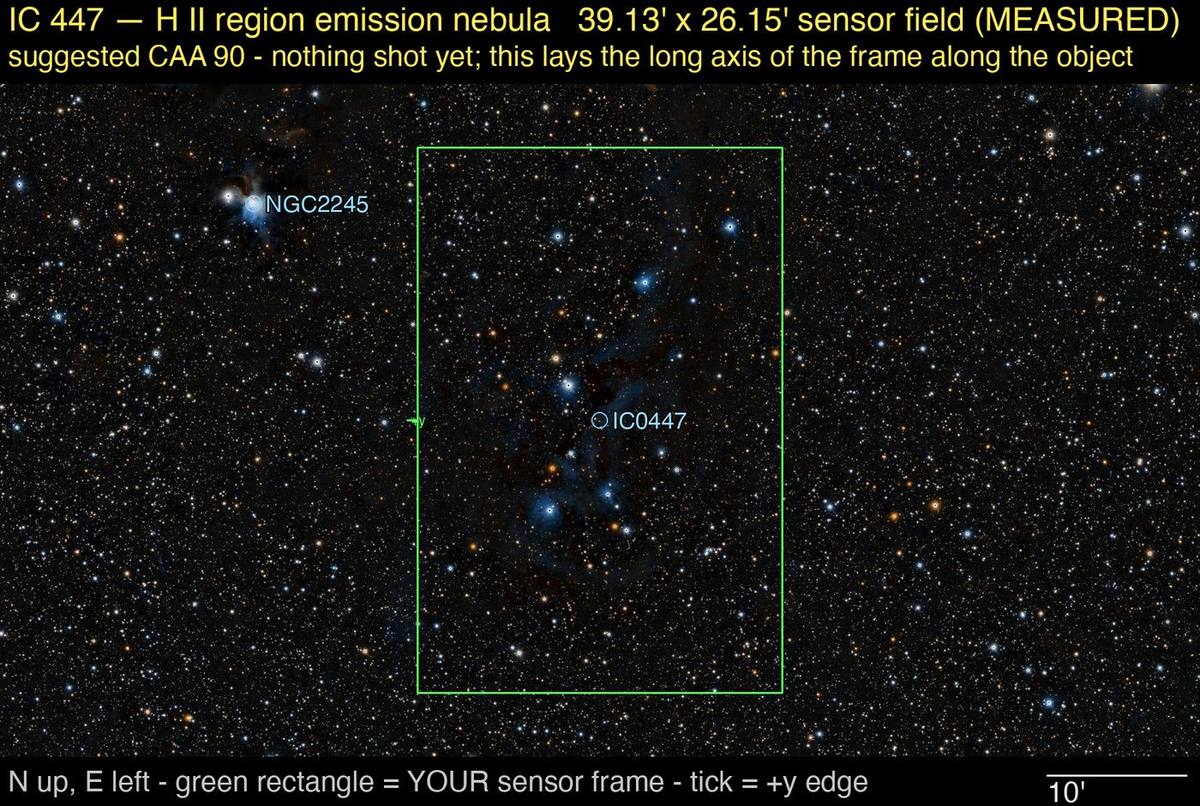 IC 447 — H II region emission nebula   39.13' x 26.15' sensor field (MEASURED)
suggested CAA 90 - nothing shot yet; this lays the long axis of the frame along the object
NGC2245
+y
IC0447
N up, E left - green rectangle = YOUR sensor frame - tick = +y edge
10'